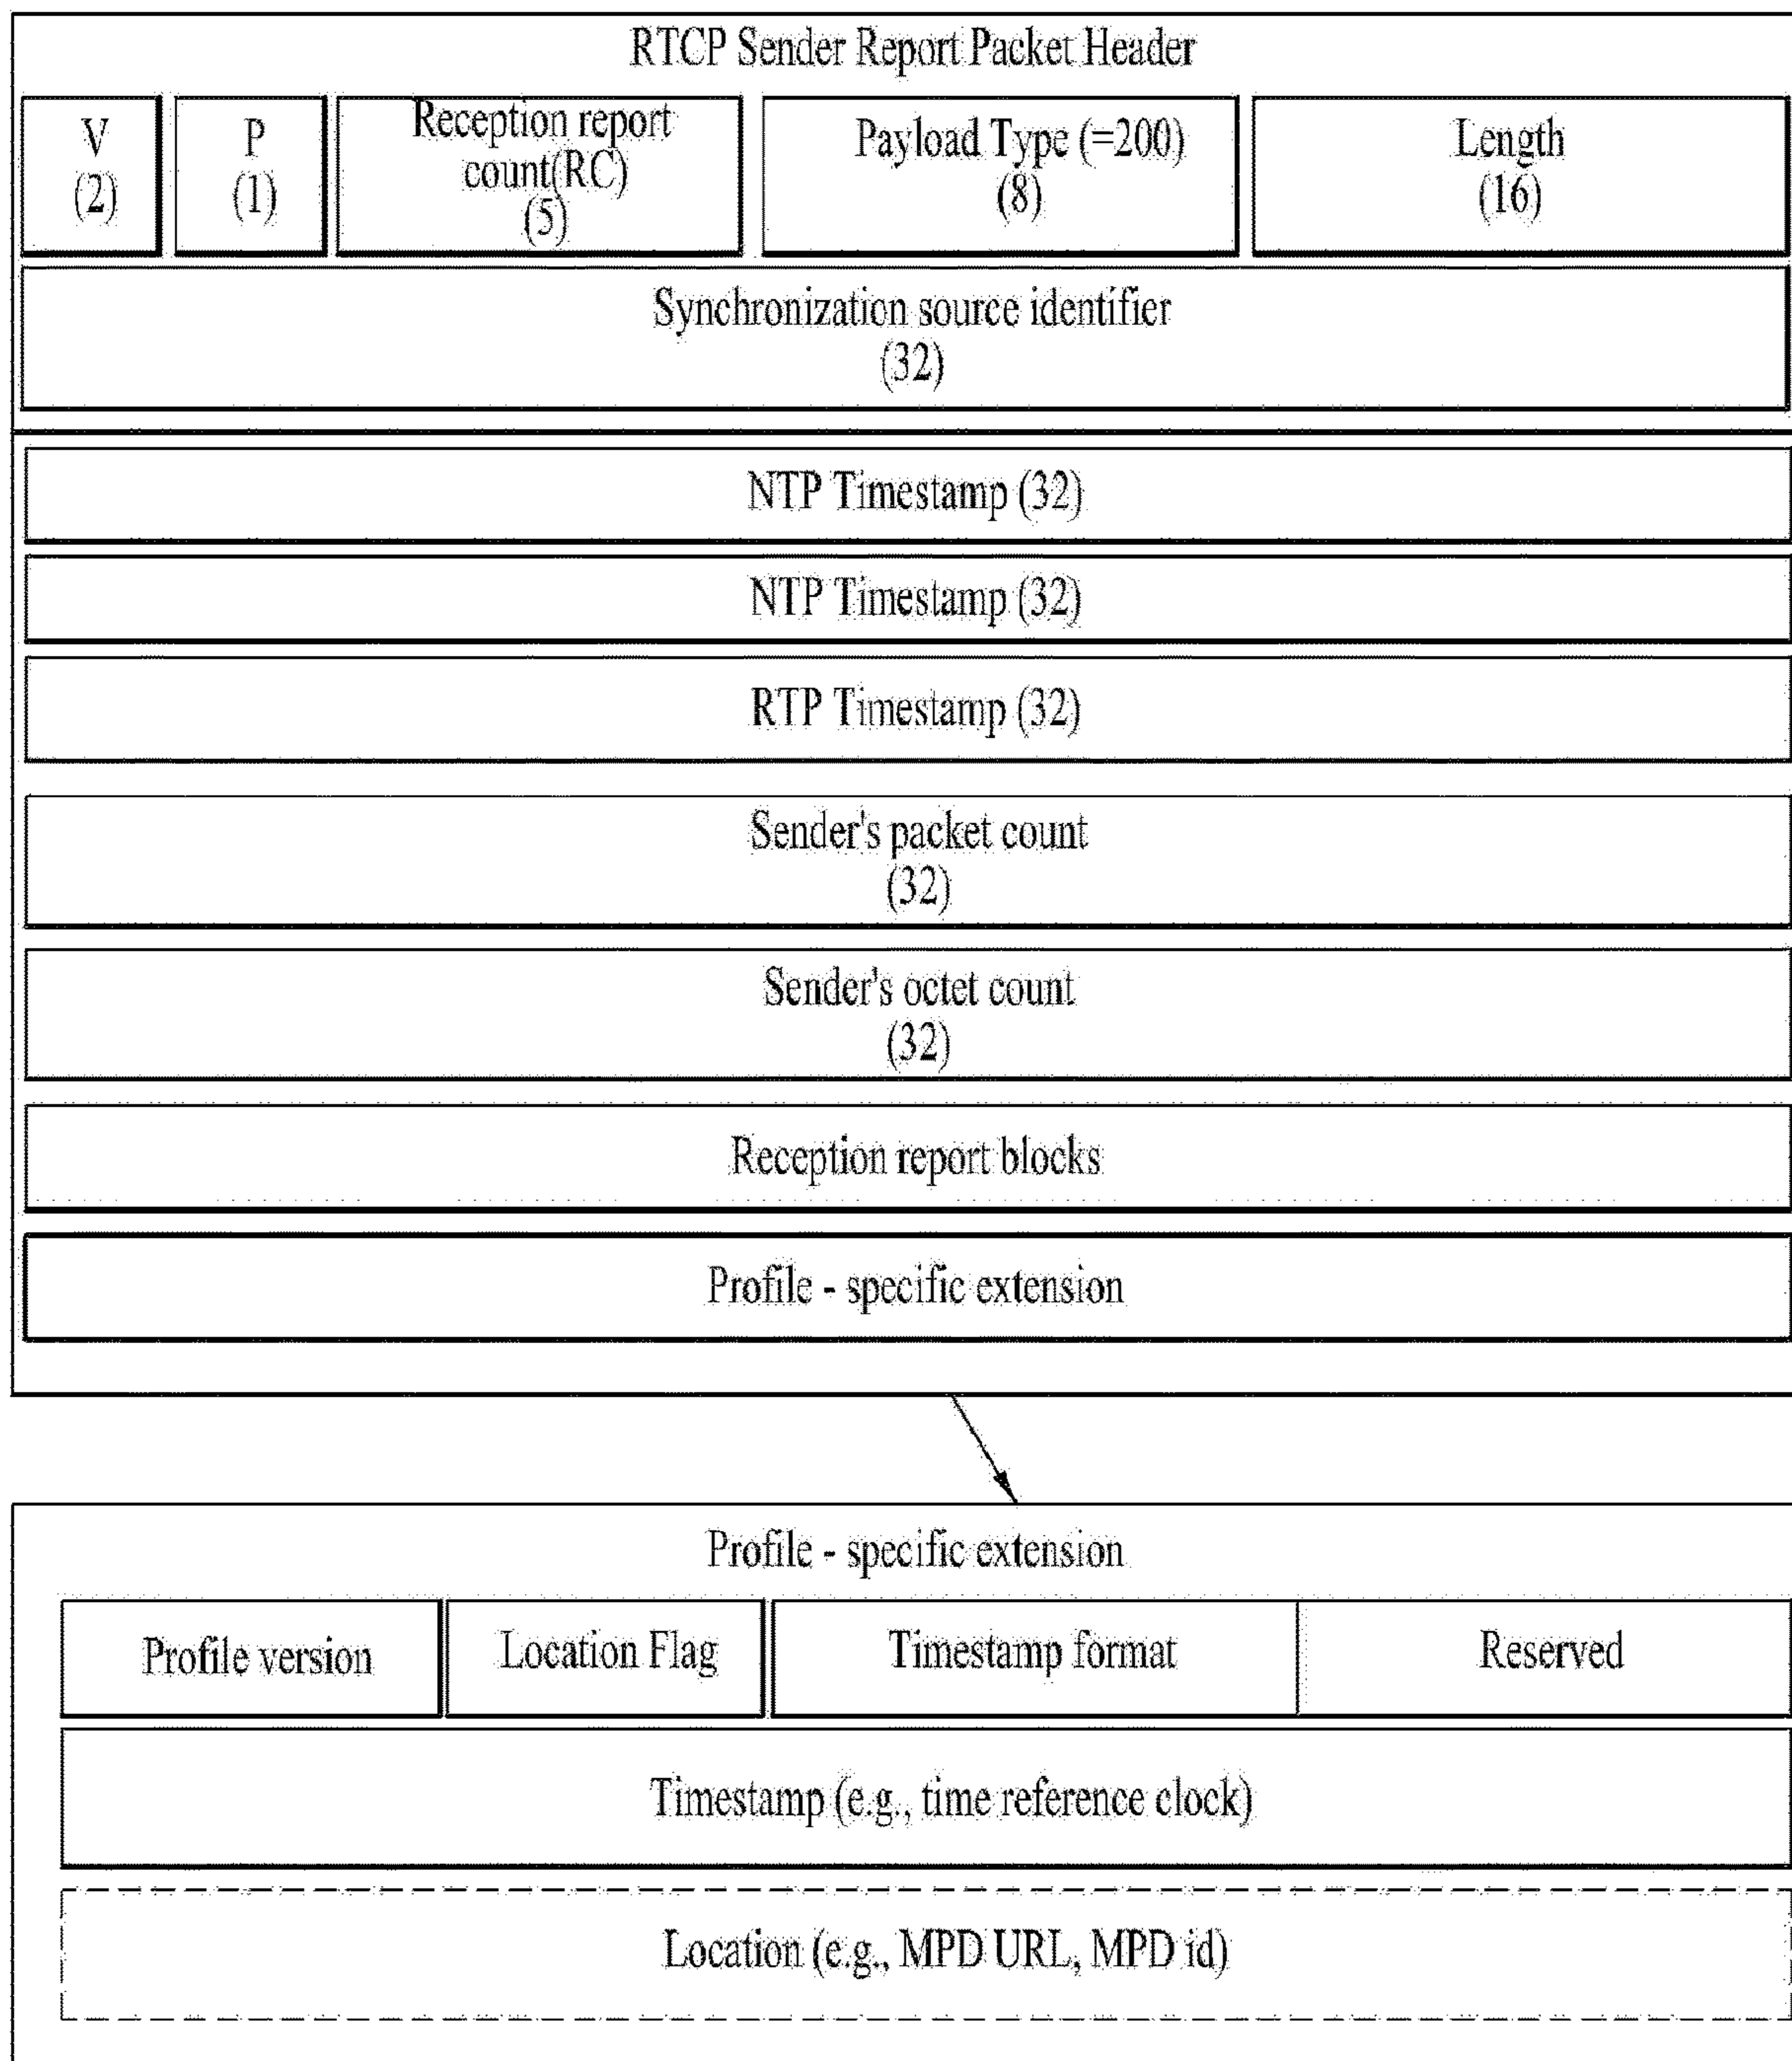 RTCP Sender Report Packet Header
V
(2)
P
(1)
Reception report
count(RC)
(5)
Payload Type (=200)
(8)
Length
(16)
Synchronization source identifier
(32)
NTP Timestamp (32)
NTP Timestamp (32)
RTP Timestamp (32)
Sender's packet count
(32)
Sender's octet count
(32)
Reception report blocks
Profile - specific extension
Profile - specific extension
Profile version
Location Flag
Timestamp format
Reserved
Timestamp (e.g., time reference clock)
Location (e.g., MPD URL, MPD id)